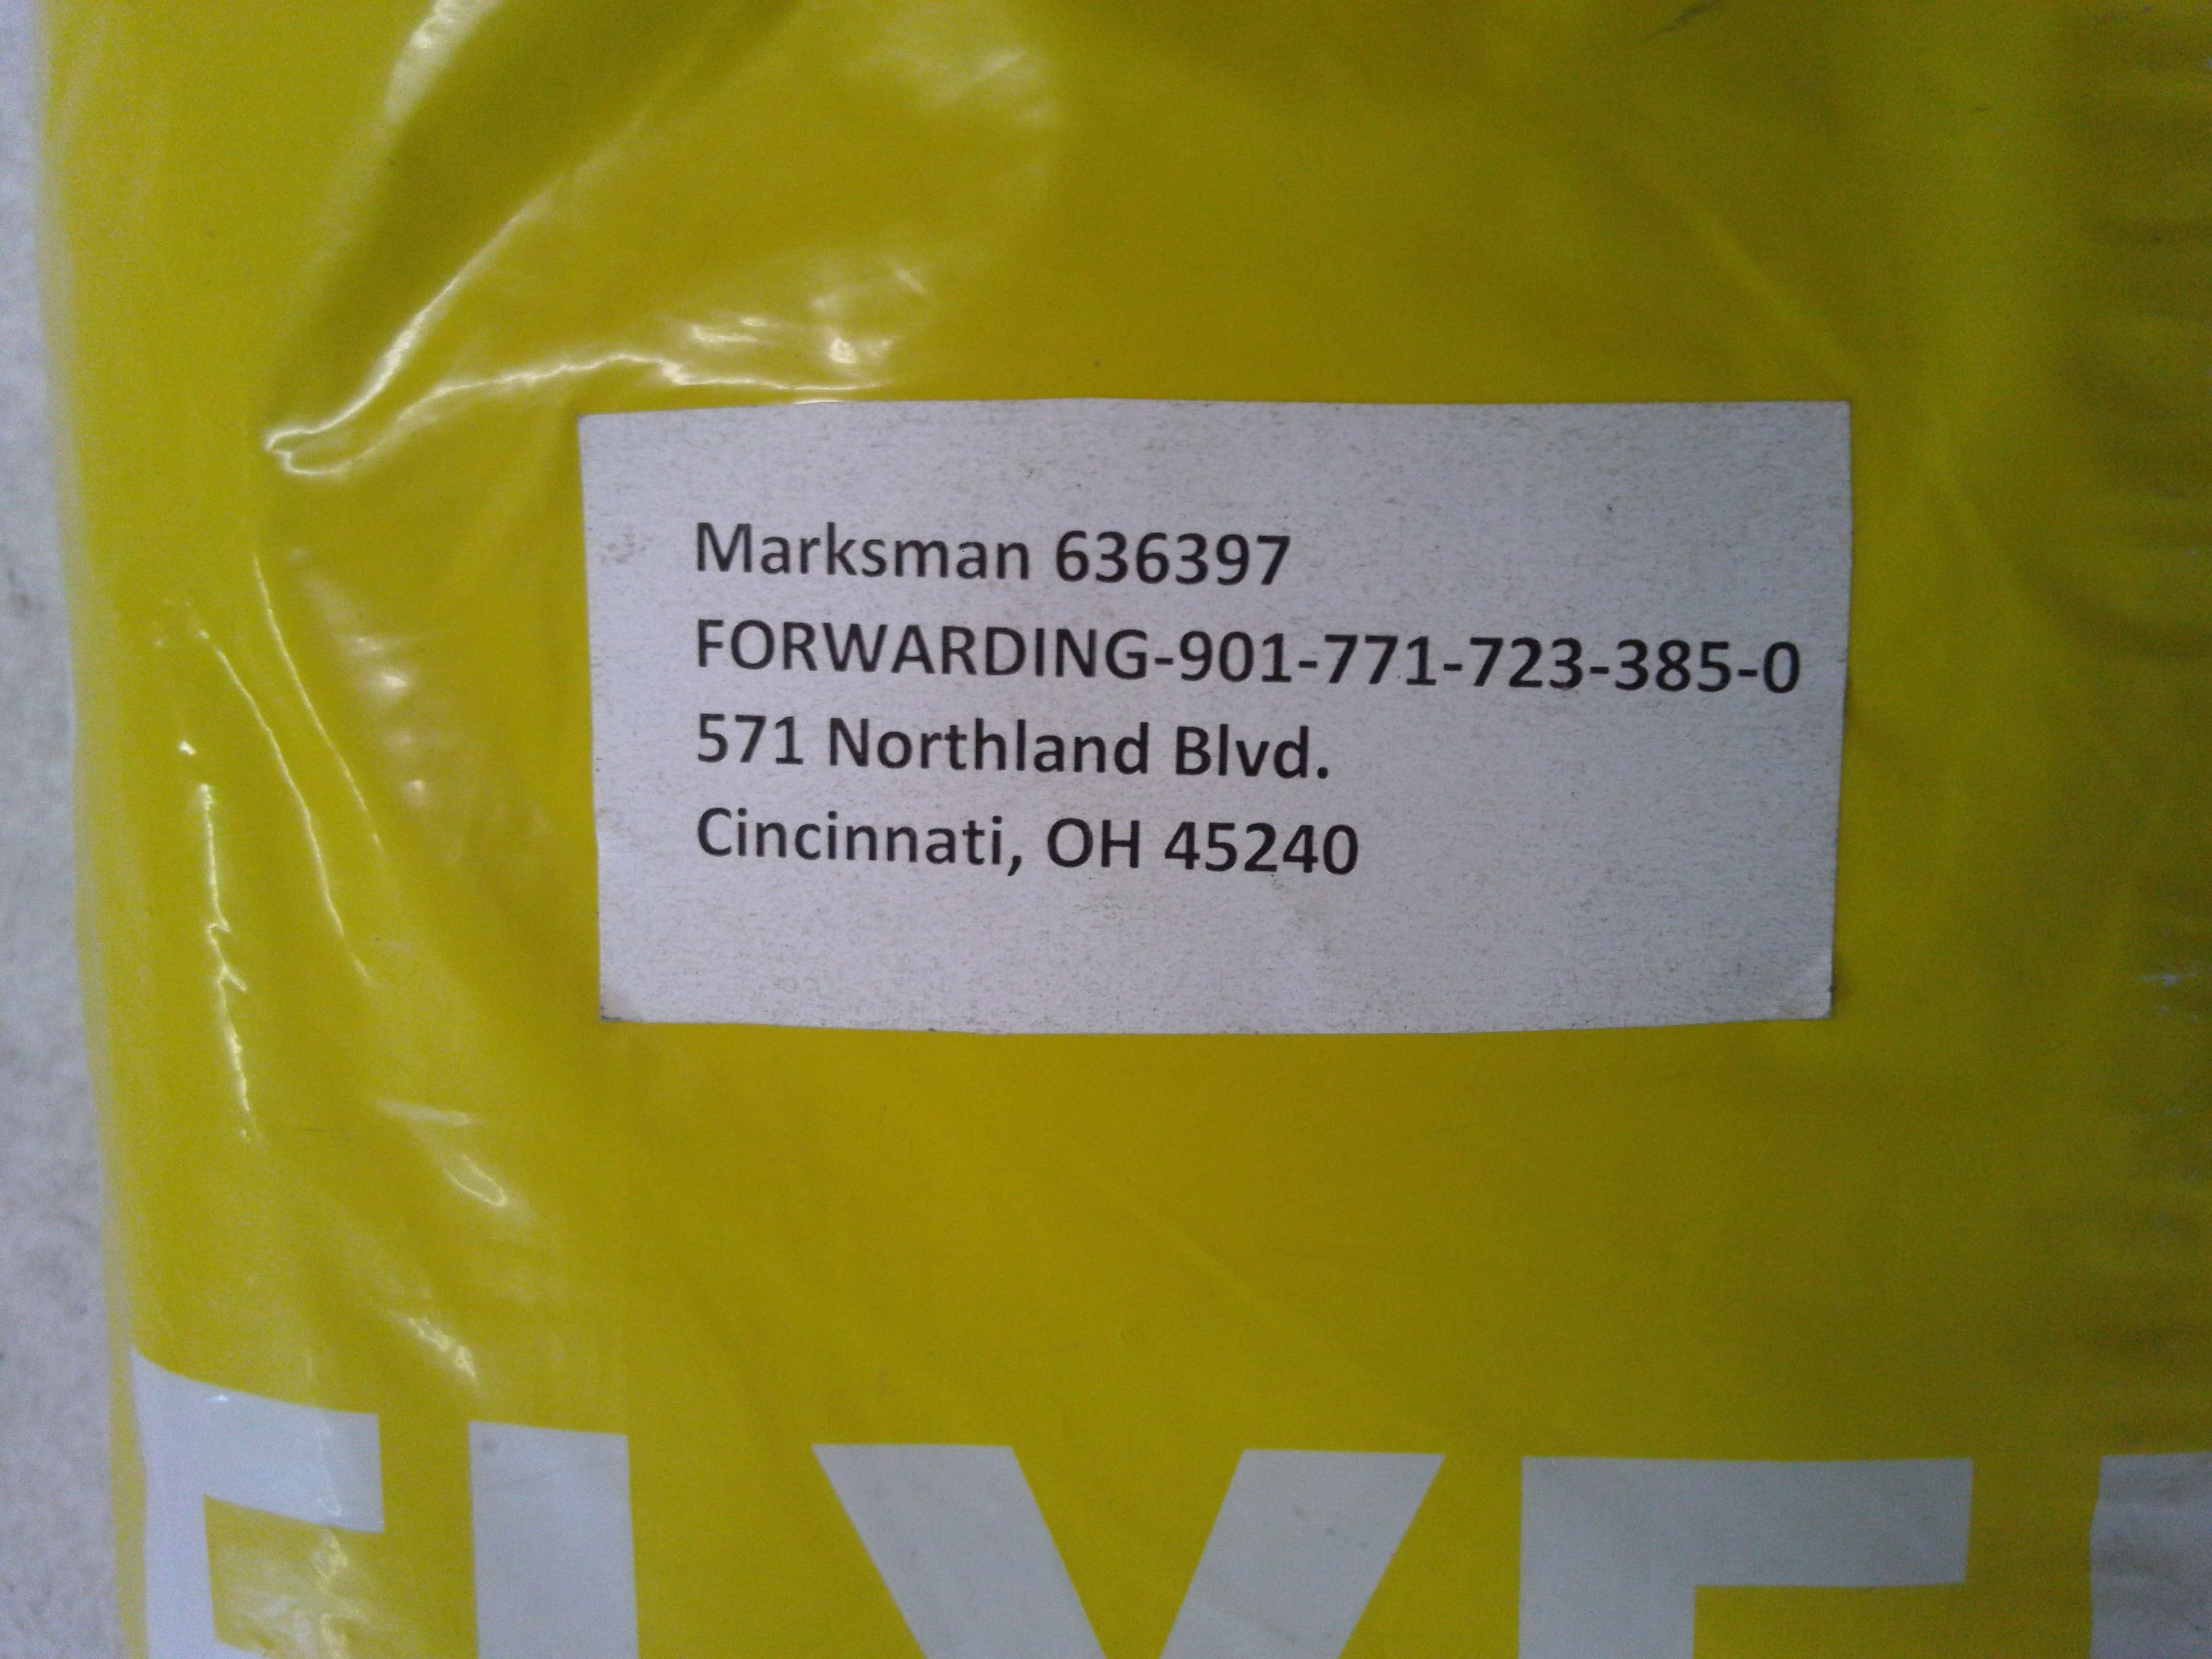 Marksman 636397
FORWARDING-901-771-723-385-0
571 Northland Blvd.
Cincinnati, OH 45240